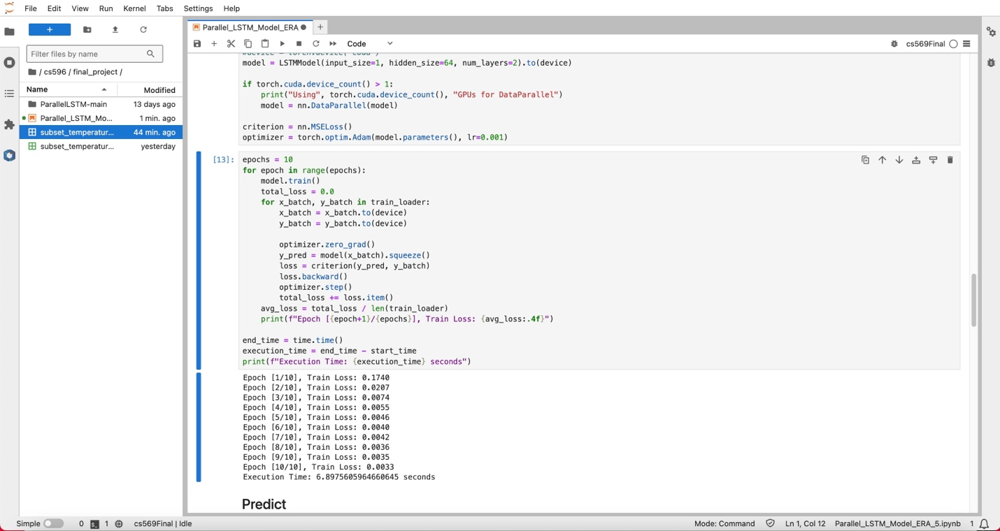 File Edit View Run Kernel Tabs Settings Help
+
Filter files by name
/ cs596 / final_project /
Name Modified
ParallelLSTM-main 13 days ago
Parallel_LSTM_Mo... 1 min. ago
subset_temperatur... 44 min. ago
subset_temperatur... yesterday
Parallel_LSTM_Model_ERA
+
Code
cs569Final
#device = torch.device("cuda")
model = LSTMModel(input_size=1, hidden_size=64, num_layers=2).to(device)
if torch.cuda.device_count() > 1:
    print("Using", torch.cuda.device_count(), "GPUs for DataParallel")
    model = nn.DataParallel(model)
criterion = nn.MSELoss()
optimizer = torch.optim.Adam(model.parameters(), lr=0.001)
[13]:
epochs = 10
for epoch in range(epochs):
    model.train()
    total_loss = 0.0
    for x_batch, y_batch in train_loader:
        x_batch = x_batch.to(device)
        y_batch = y_batch.to(device)
        optimizer.zero_grad()
        y_pred = model(x_batch).squeeze()
        loss = criterion(y_pred, y_batch)
        loss.backward()
        optimizer.step()
        total_loss += loss.item()
    avg_loss = total_loss / len(train_loader)
    print(f"Epoch [{epoch+1}/{epochs}], Train Loss: {avg_loss:.4f}")
end_time = time.time()
execution_time = end_time - start_time
print(f"Execution Time: {execution_time} seconds")
Epoch [1/10], Train Loss: 0.1740
Epoch [2/10], Train Loss: 0.0207
Epoch [3/10], Train Loss: 0.0074
Epoch [4/10], Train Loss: 0.0055
Epoch [5/10], Train Loss: 0.0046
Epoch [6/10], Train Loss: 0.0040
Epoch [7/10], Train Loss: 0.0042
Epoch [8/10], Train Loss: 0.0036
Epoch [9/10], Train Loss: 0.0035
Epoch [10/10], Train Loss: 0.0033
Execution Time: 6.8975605964660645 seconds
Predict
Simple 0 1 cs569Final | Idle Mode: Command Ln 1, Col 12 Parallel_LSTM_Model_ERA_5.ipynb 1